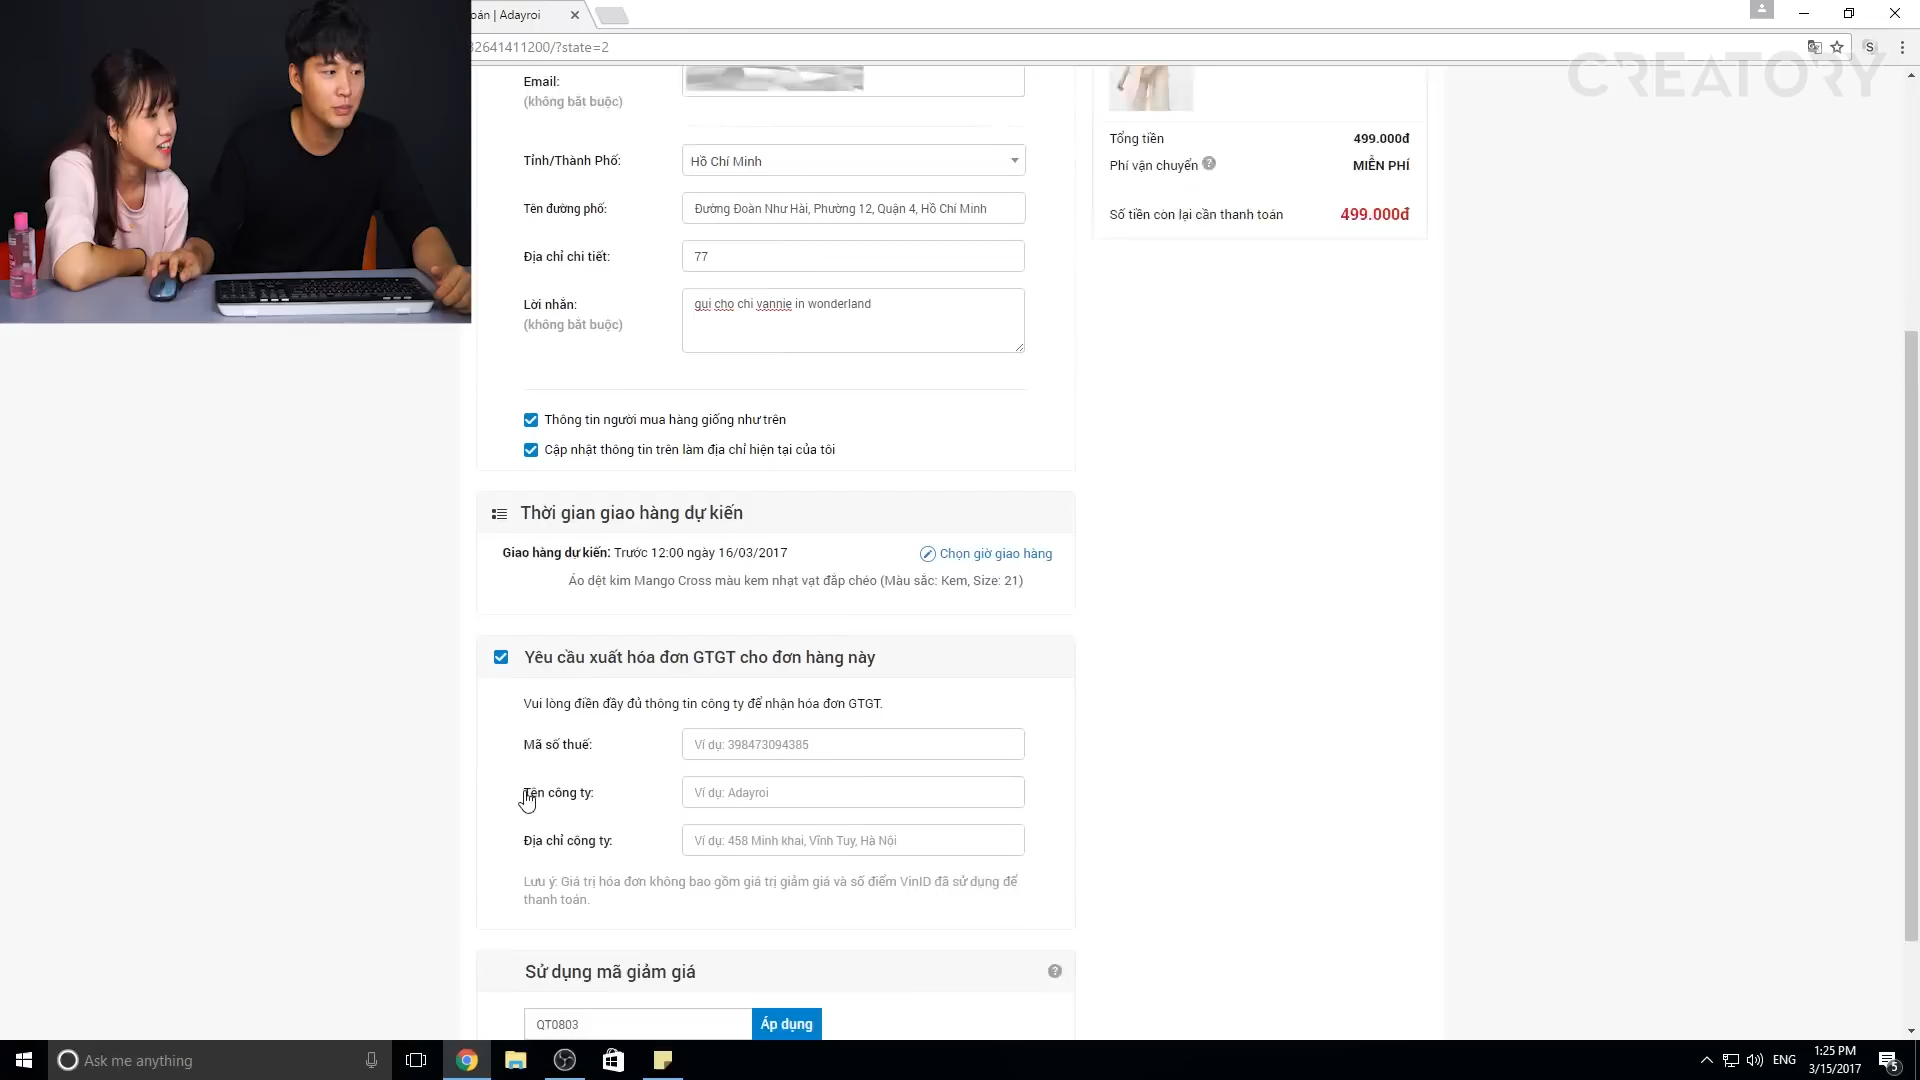 oán | Adayroi
32641411200/?state=2
CREATORY
Email:
(không bắt buộc)
Tỉnh/Thành Phố:
Hồ Chí Minh
Tên đường phố:
Đường Đoàn Như Hài, Phường 12, Quận 4, Hồ Chí Minh
Địa chỉ chi tiết:
77
Lời nhắn:
(không bắt buộc)
gui cho chi vannie in wonderland
Thông tin người mua hàng giống như trên
Cập nhật thông tin trên làm địa chỉ hiện tại của tôi
Tổng tiền 499.000đ
Phí vận chuyển MIỄN PHÍ
Số tiền còn lại cần thanh toán 499.000đ
Thời gian giao hàng dự kiến
Giao hàng dự kiến: Trước 12:00 ngày 16/03/2017 Chọn giờ giao hàng
Áo dệt kim Mango Cross màu kem nhạt vạt đắp chéo (Màu sắc: Kem, Size: 21)
Yêu cầu xuất hóa đơn GTGT cho đơn hàng này
Vui lòng điền đầy đủ thông tin công ty để nhận hóa đơn GTGT.
Mã số thuế: Ví dụ: 398473094385
Tên công ty: Ví dụ: Adayroi
Địa chỉ công ty: Ví dụ: 458 Minh khai, Vĩnh Tuy, Hà Nội
Lưu ý: Giá trị hóa đơn không bao gồm giá trị giảm giá và số điểm VinID đã sử dụng để
thanh toán.
Sử dụng mã giảm giá
QT0803 Áp dụng
Ask me anything
ENG
1:25 PM
3/15/2017
5